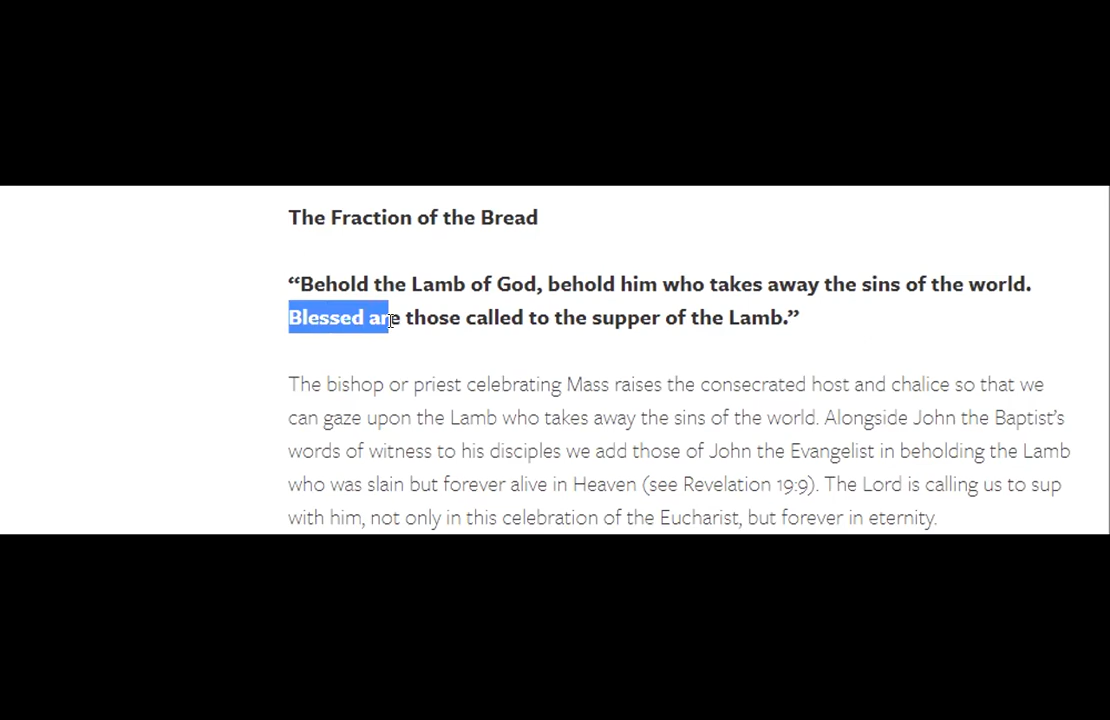 The Fraction of the Bread
“Behold the Lamb of God, behold him who takes away the sins of the world.
Blessed are those called to the supper of the Lamb.”
The bishop or priest celebrating Mass raises the consecrated host and chalice so that we
can gaze upon the Lamb who takes away the sins of the world. Alongside John the Baptist’s
words of witness to his disciples we add those of John the Evangelist in beholding the Lamb
who was slain but forever alive in Heaven (see Revelation 19:9). The Lord is calling us to sup
with him, not only in this celebration of the Eucharist, but forever in eternity.